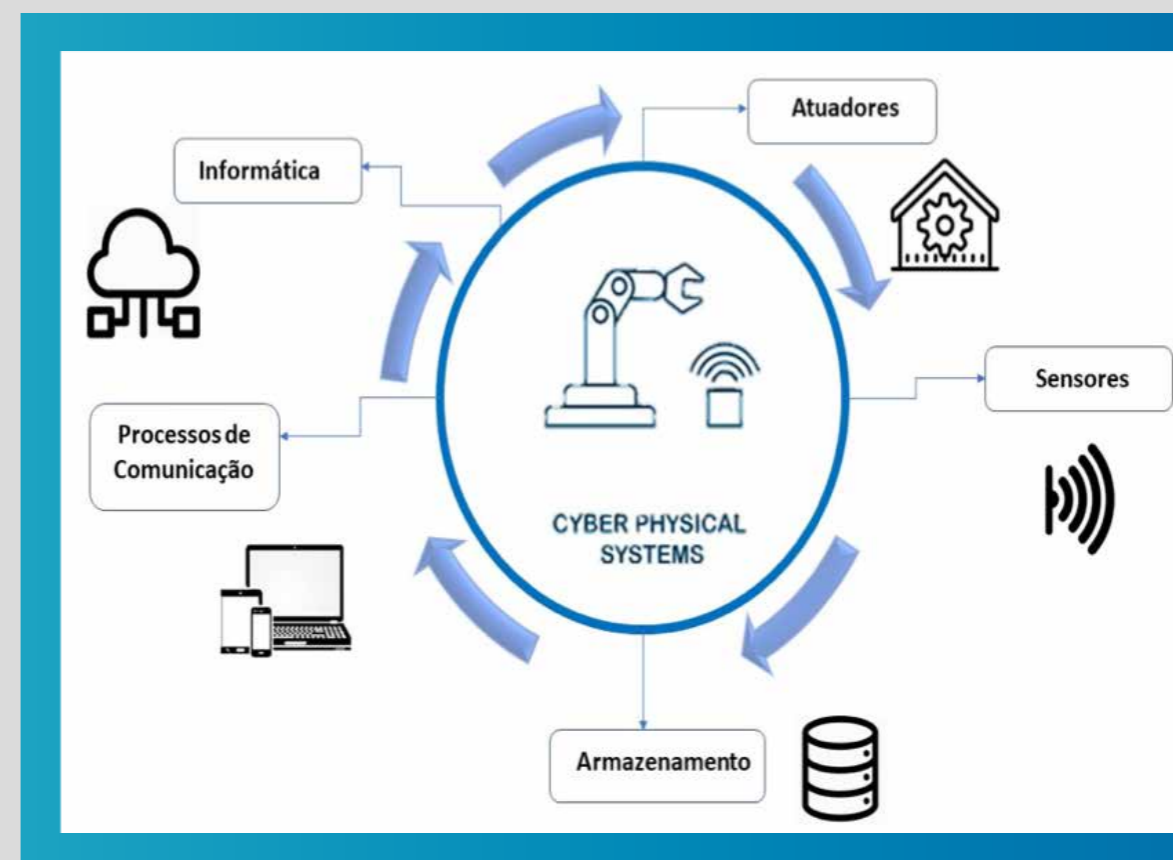 Atuadores
Informática
Sensores
Processos de
Comunicação
CYBER PHYSICAL
SYSTEMS
Armazenamento